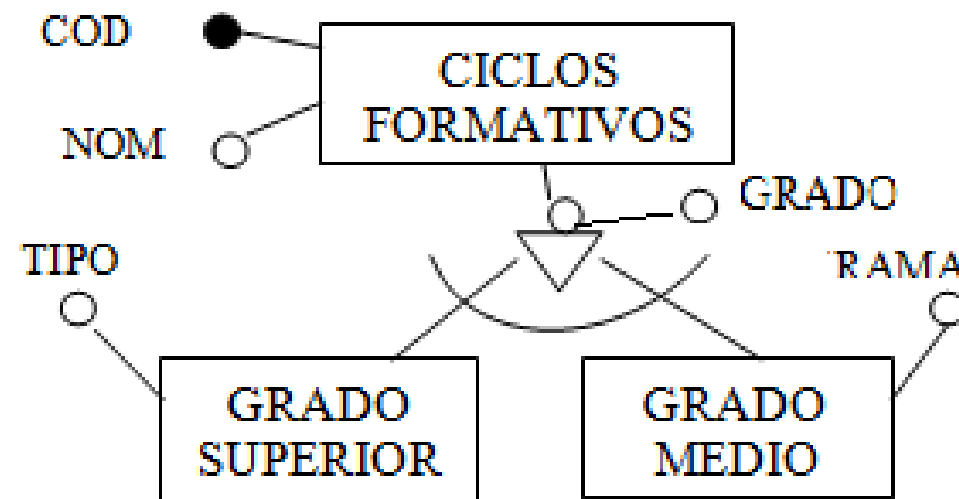 COD
CICLOS
FORMATIVOS
NOM
GRADO
TIPO
RAMA
GRADO
SUPERIOR
GRADO
MEDIO